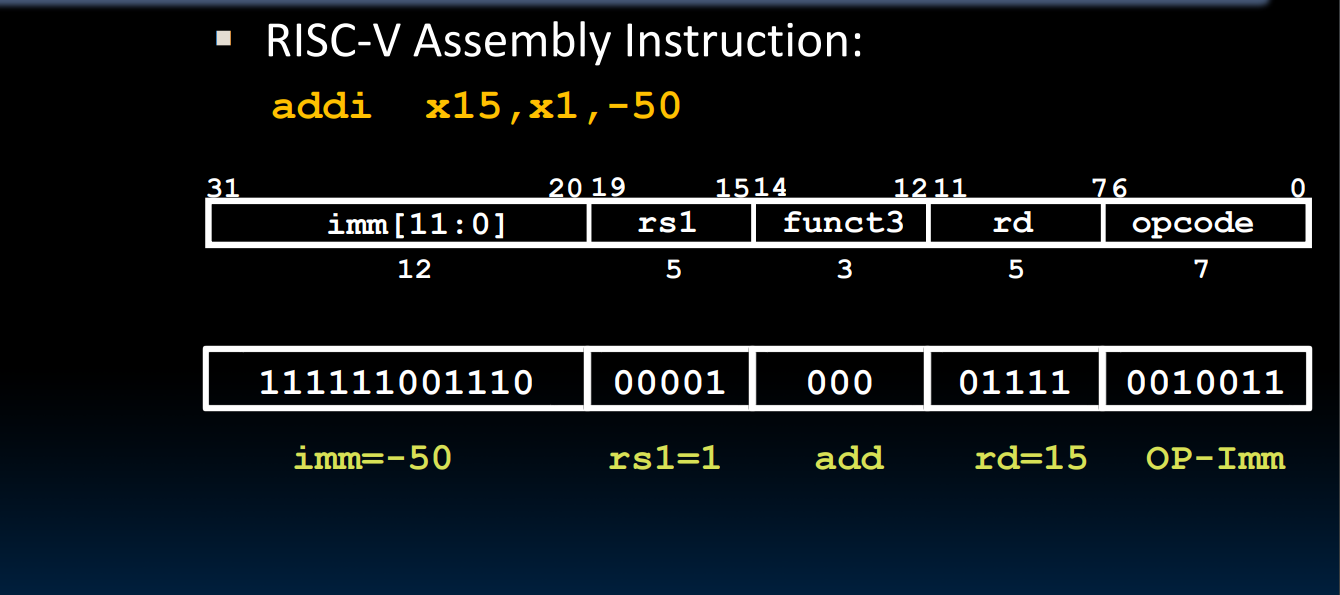 ▪ RISC-V Assembly Instruction:
addi x15,x1,-50
31 20 19 15 14 12 11 7 6 0
imm[11:0] rs1 funct3 rd opcode
12 5 3 5 7
111111001110 00001 000 01111 0010011
imm=-50 rs1=1 add rd=15 OP-Imm